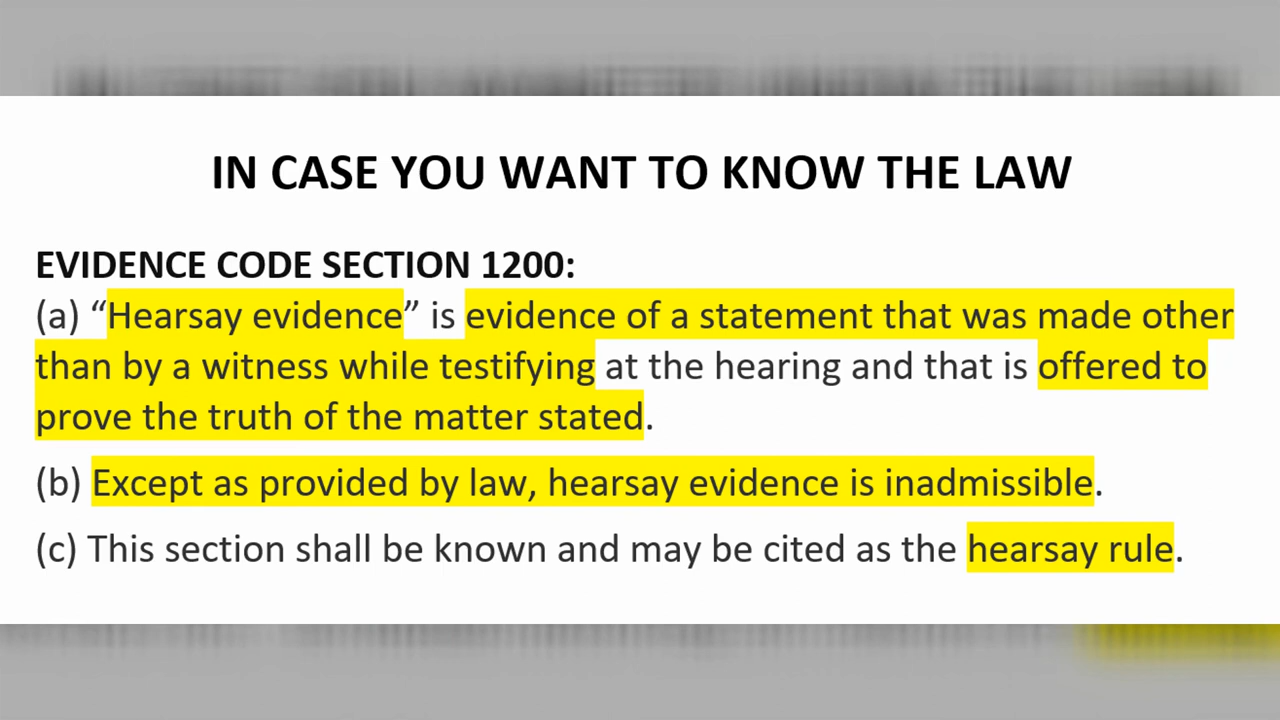 IN CASE YOU WANT TO KNOW THE LAW
EVIDENCE CODE SECTION 1200:
(a) “Hearsay evidence” is evidence of a statement that was made other
than by a witness while testifying at the hearing and that is offered to
prove the truth of the matter stated.
(b) Except as provided by law, hearsay evidence is inadmissible.
(c) This section shall be known and may be cited as the hearsay rule.